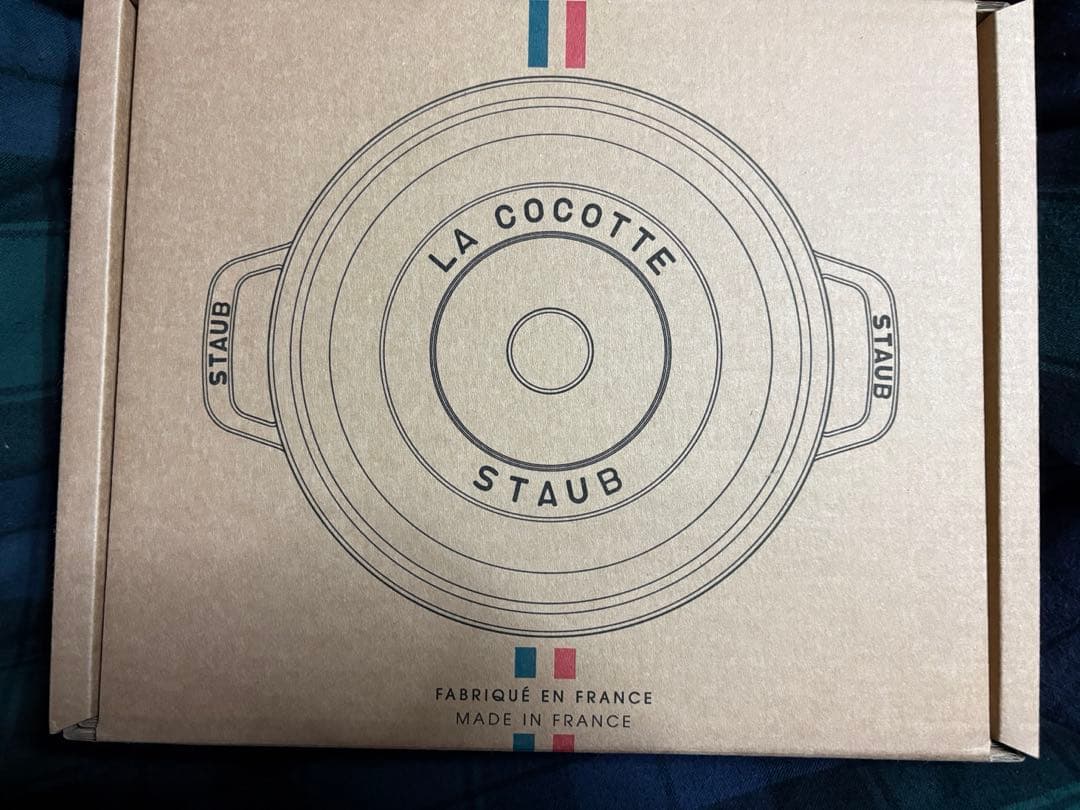 LA COCOTTE
STAUB
STAUB
STAUB
FABRIQUÉ EN FRANCE
MADE IN FRANCE